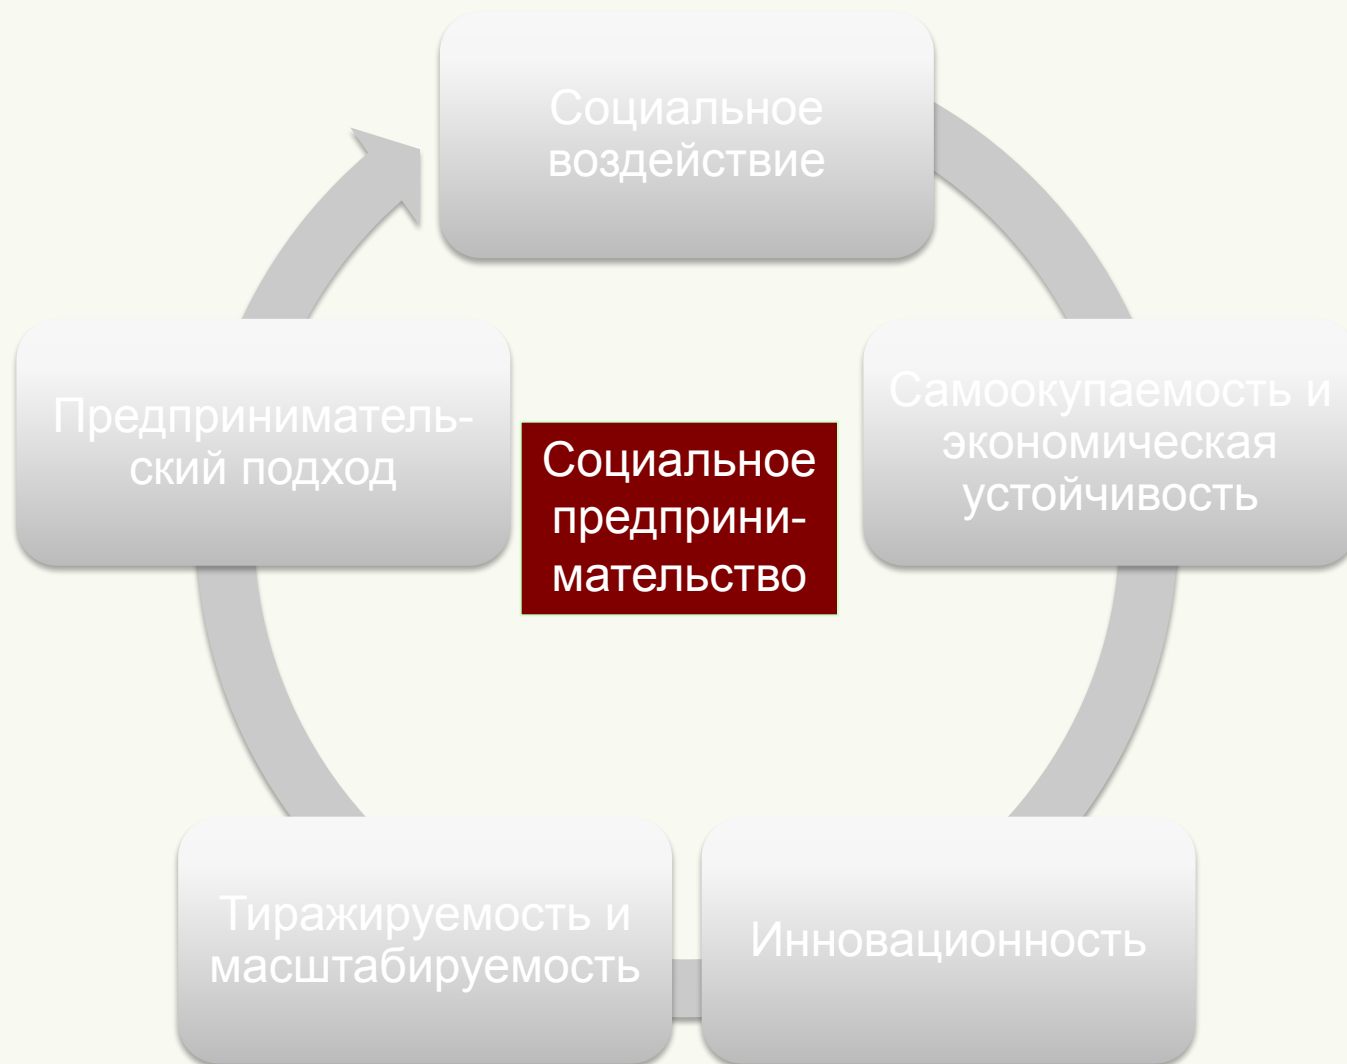 Социальное
воздействие
Предприниматель-
ский подход
Самоокупаемость и
экономическая
устойчивость
Социальное
предприни-
мательство
Тиражируемость и
масштабируемость
Инновационность